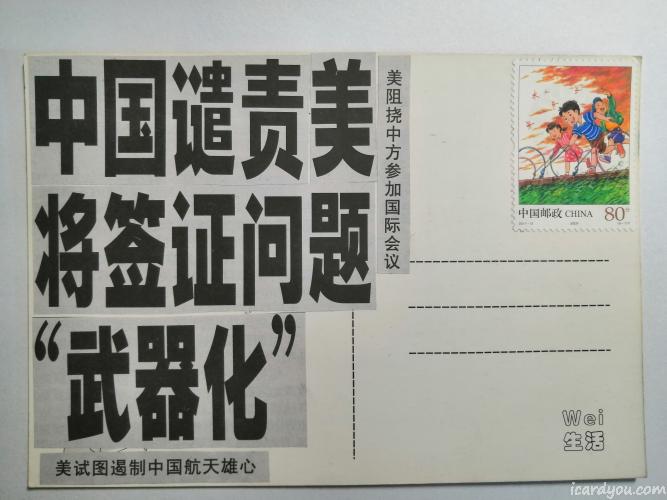 中国谴责美
将签证问题
“武器化”
美阻挠中方参加国际会议
美试图遏制中国航天雄心
中国邮政 CHINA 80分
Wei
生活
icardyou.com